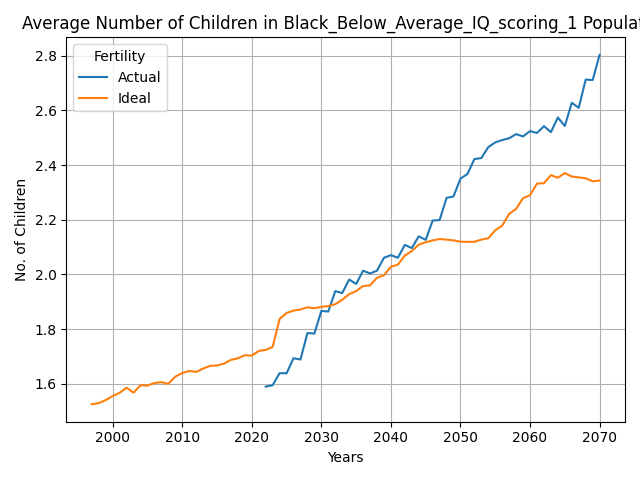 Average Number of Children in Black_Below_Average_IQ_scoring_1 Populat
Fertility
Actual
Ideal
2.8
2.6
2.4
2.2
2.0
1.8
1.6
No. of Children
2000 2010 2020 2030 2040 2050 2060 2070
Years